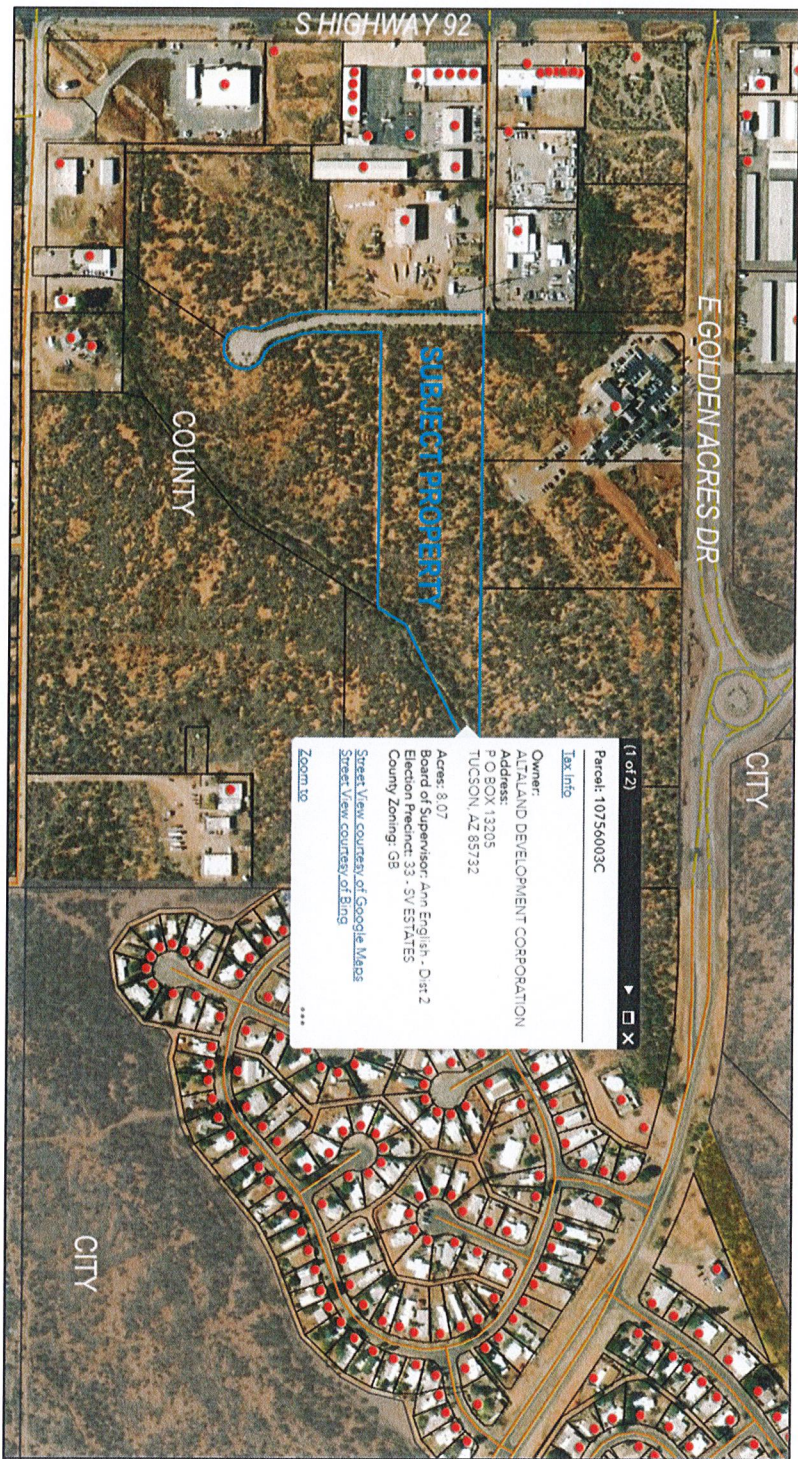 S HIGHWAY 92
E GOLDEN ACRES DR
CITY
SUBJECT PROPERTY
COUNTY
(1 of 2)
Parcel: 10756003C
Tax Info
Owner:
ALTALAND DEVELOPMENT CORPORATION
Address:
P O BOX 13205
TUCSON, AZ 85732
Acres: 8.07
Board of Supervisor: Ann English - Dist 2
Election Precinct: 33 - SV ESTATES
County Zoning: GB
Street View courtesy of Google Maps
Street View courtesy of Bing
Zoom to
CITY